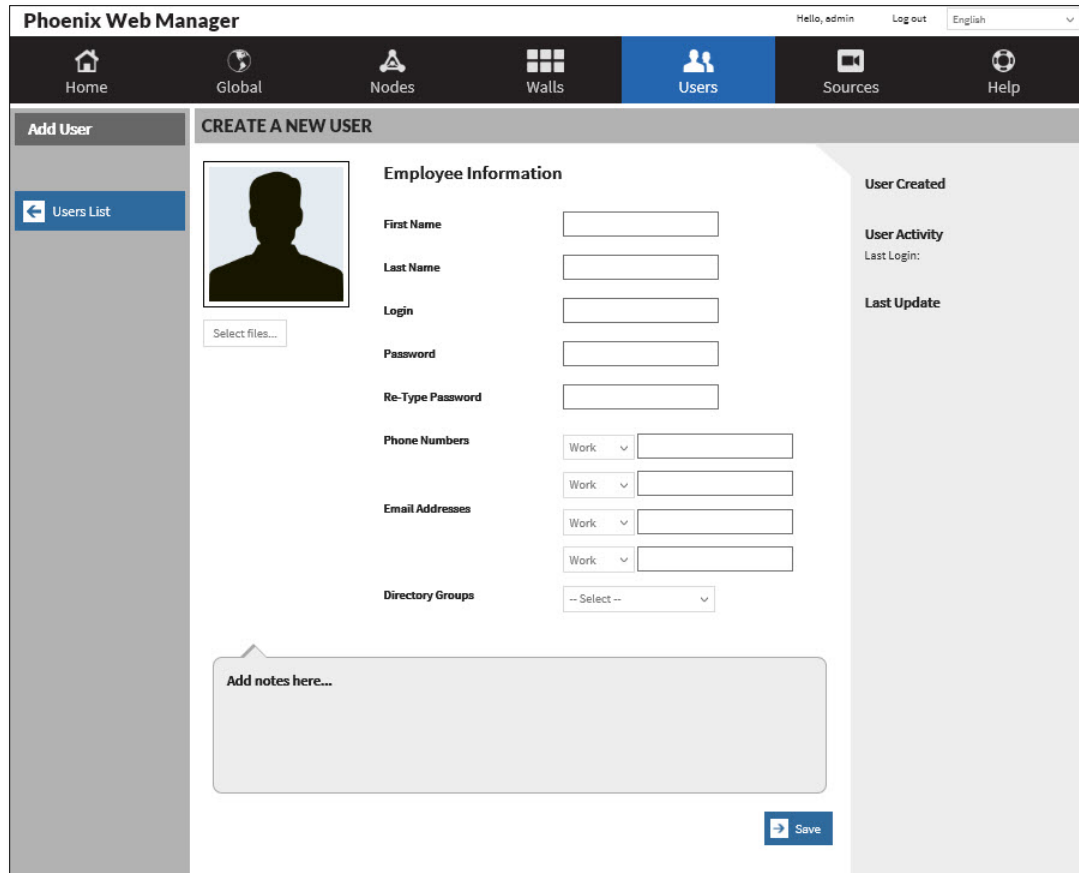 Phoenix Web Manager
Hello, admin
Log out
English
Home
Global
Nodes
Walls
Users
Sources
Help
Add User
Users List
CREATE A NEW USER
Select files...
Employee Information
First Name
Last Name
Login
Password
Re-Type Password
Phone Numbers
Work
Work
Email Addresses
Work
Work
Directory Groups
-- Select --
Add notes here...
Save
User Created
User Activity
Last Login:
Last Update